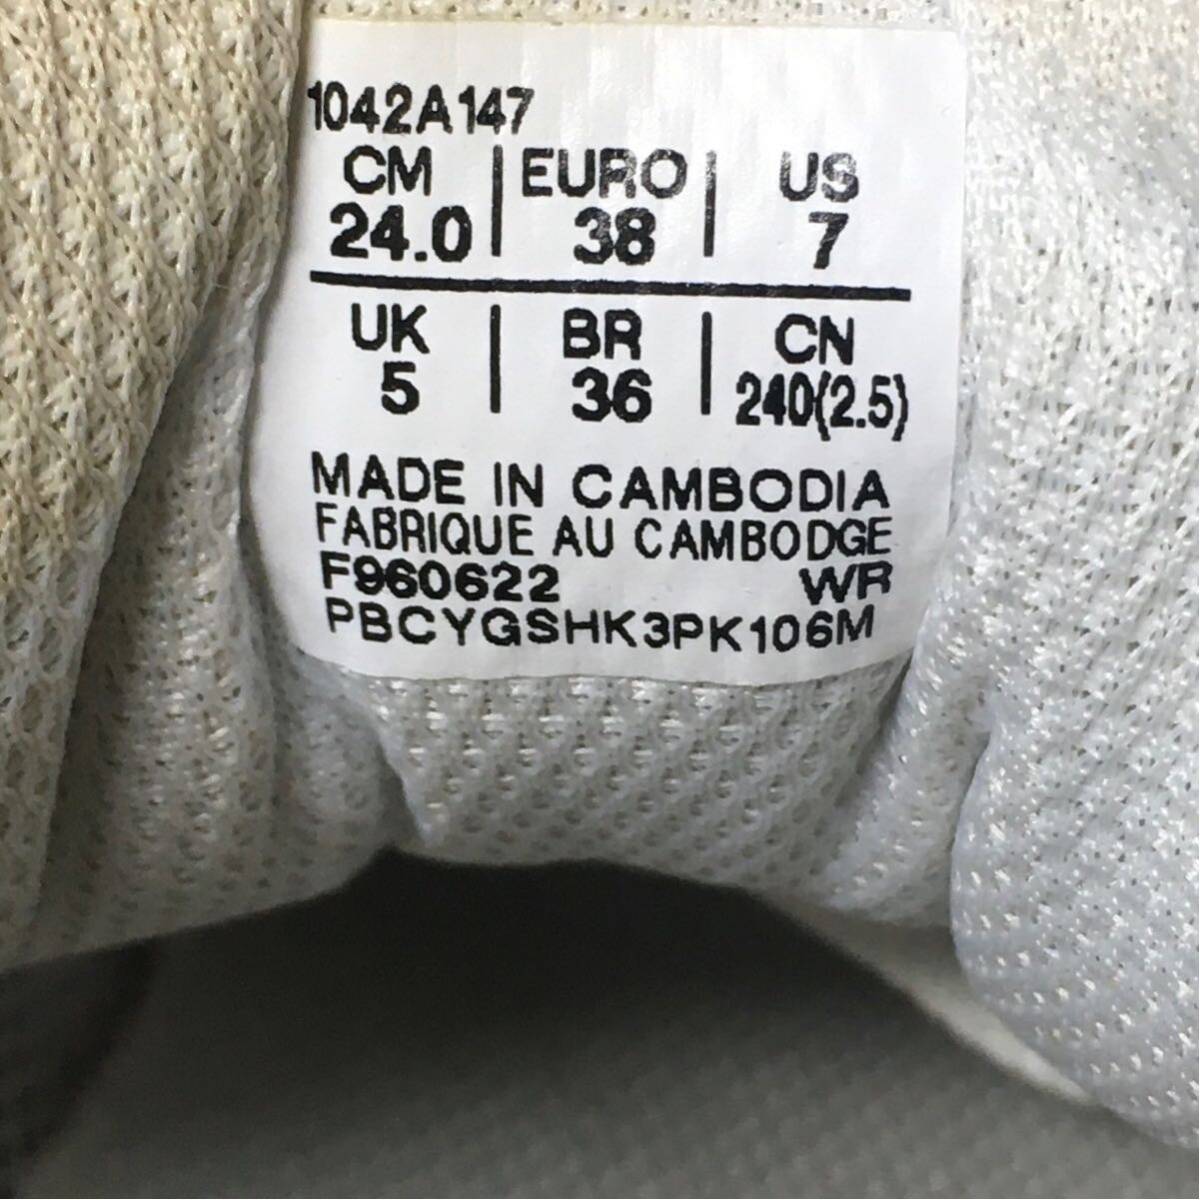 1042A147
CM | EURO | US
24.0 | 38 | 7
UK | BR | CN
5 | 36 | 240(2.5)
MADE IN CAMBODIA
FABRIQUE AU CAMBODGE
F960622 WR
PBCYGSHK3PK106M